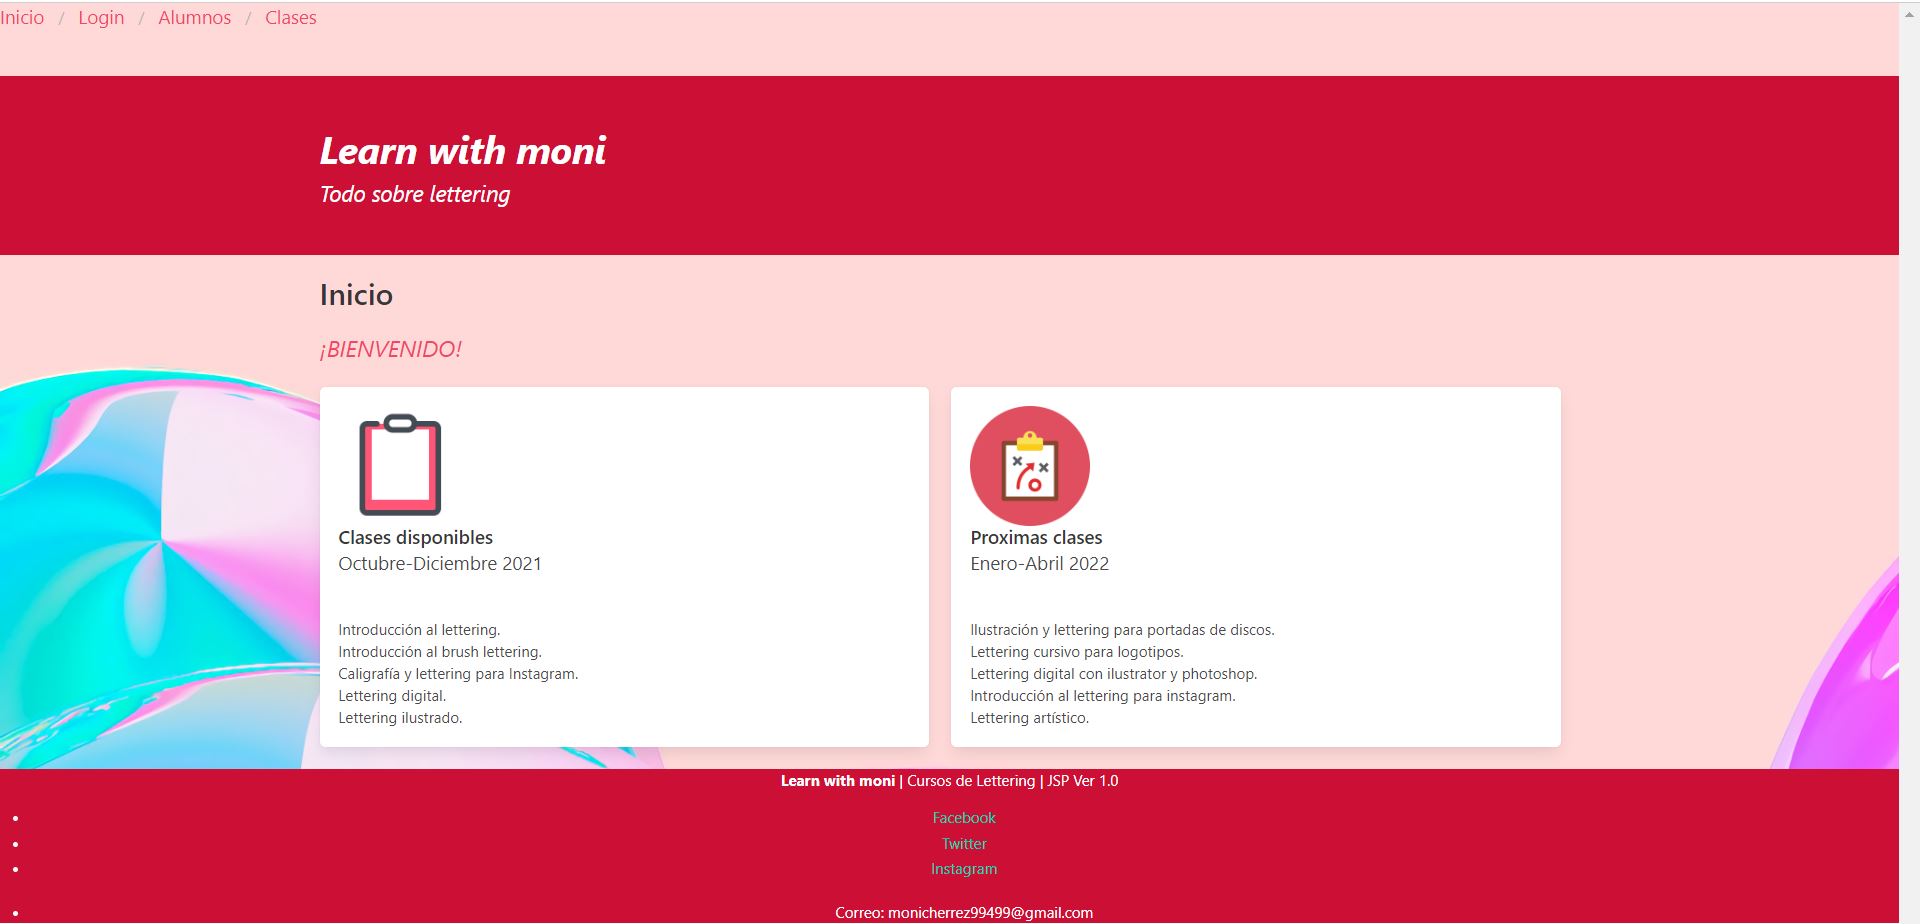 Inicio / Login / Alumnos / Clases
Learn with moni
Todo sobre lettering
Inicio
¡BIENVENIDO!
Clases disponibles
Octubre-Diciembre 2021
Introducción al lettering.
Introducción al brush lettering.
Caligrafía y lettering para Instagram.
Lettering digital.
Lettering ilustrado.
Proximas clases
Enero-Abril 2022
Ilustración y lettering para portadas de discos.
Lettering cursivo para logotipos.
Lettering digital con ilustrator y photoshop.
Introducción al lettering para instagram.
Lettering artístico.
Learn with moni | Cursos de Lettering | JSP Ver 1.0
Facebook
Twitter
Instagram
Correo: monicherrez99499@gmail.com